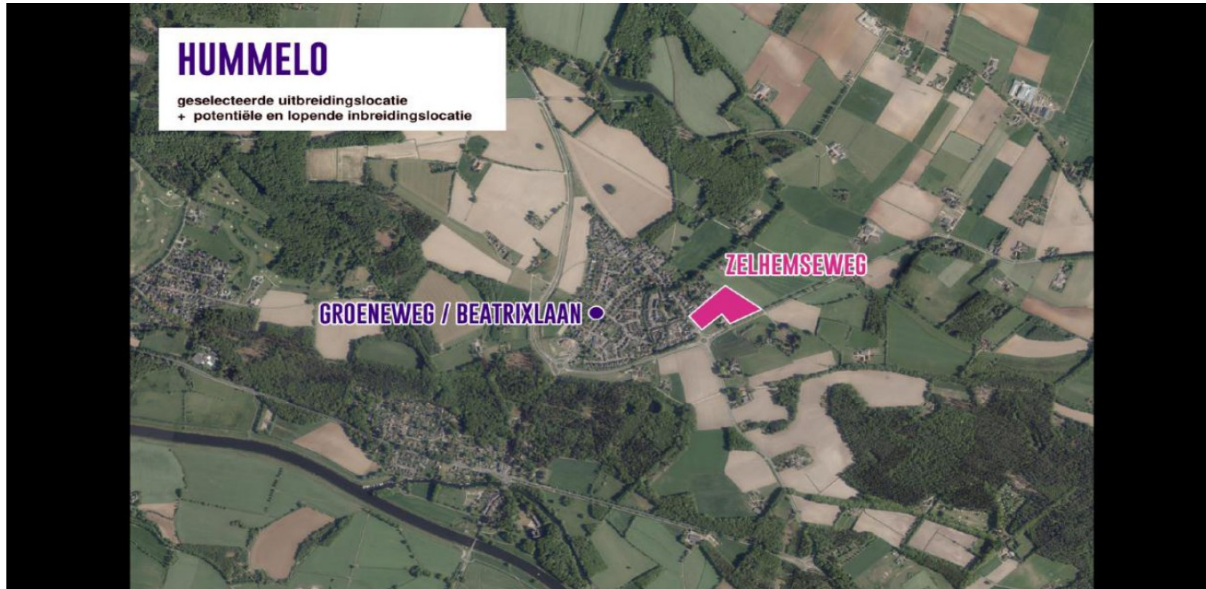 HUMMELO
geselecteerde uitbreidingslocatie
+ potentiële en lopende inbreidingslocatie
ZELHEMSEWEG
GROENEWEG / BEATRIXLAAN